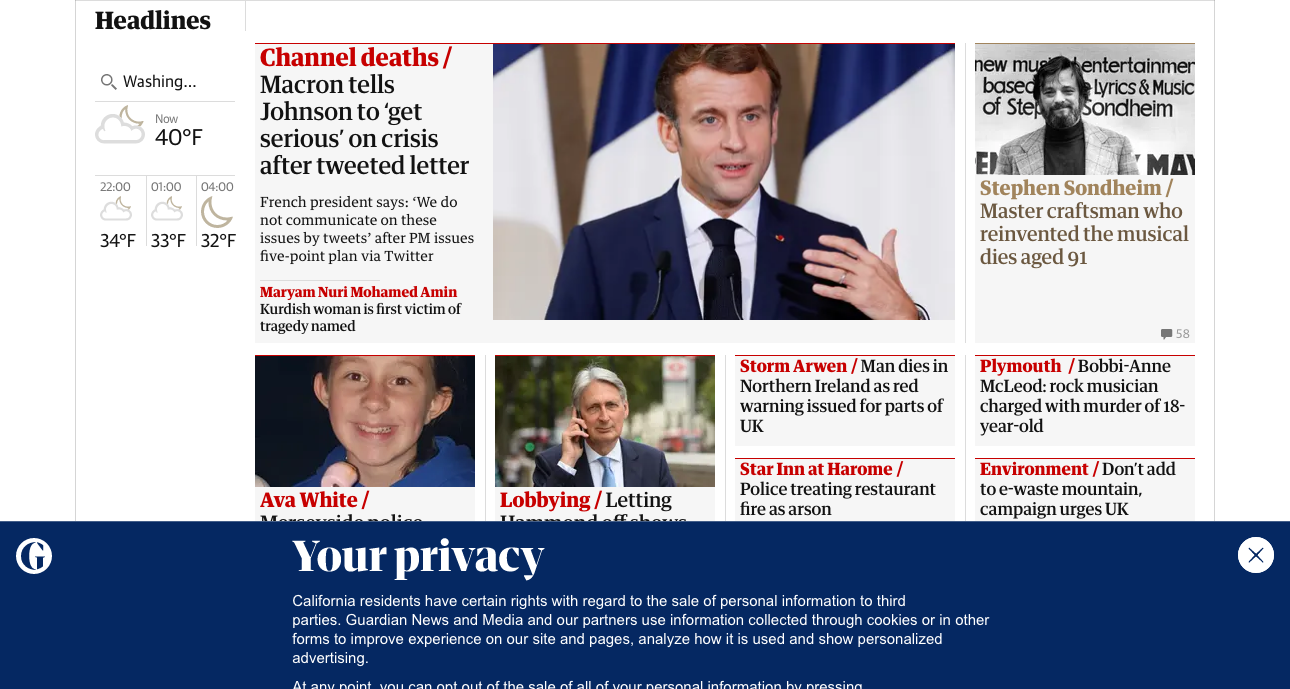 Headlines
Washing...
Now
40°F
22:00
34°F
01:00
33°F
04:00
32°F
Channel deaths /
Macron tells
Johnson to ‘get
serious’ on crisis
after tweeted letter
French president says: ‘We do
not communicate on these
issues by tweets’ after PM issues
five-point plan via Twitter
Maryam Nuri Mohamed Amin
Kurdish woman is first victim of
tragedy named
new musical entertainment
based lyrics & Music
of Stephen Sondheim
MAY
Stephen Sondheim /
Master craftsman who
reinvented the musical
dies aged 91
58
Ava White /
Merseyside police
Lobbying / Letting
Hammond off shows
Storm Arwen / Man dies in
Northern Ireland as red
warning issued for parts of
UK
Star Inn at Harome /
Police treating restaurant
fire as arson
Plymouth / Bobbi-Anne
McLeod: rock musician
charged with murder of 18-
year-old
Environment / Don’t add
to e-waste mountain,
campaign urges UK
G
Your privacy
California residents have certain rights with regard to the sale of personal information to third
parties. Guardian News and Media and our partners use information collected through cookies or in other
forms to improve experience on our site and pages, analyze how it is used and show personalized
advertising.
At any point, you can opt out of the sale of all of your personal information by pressing